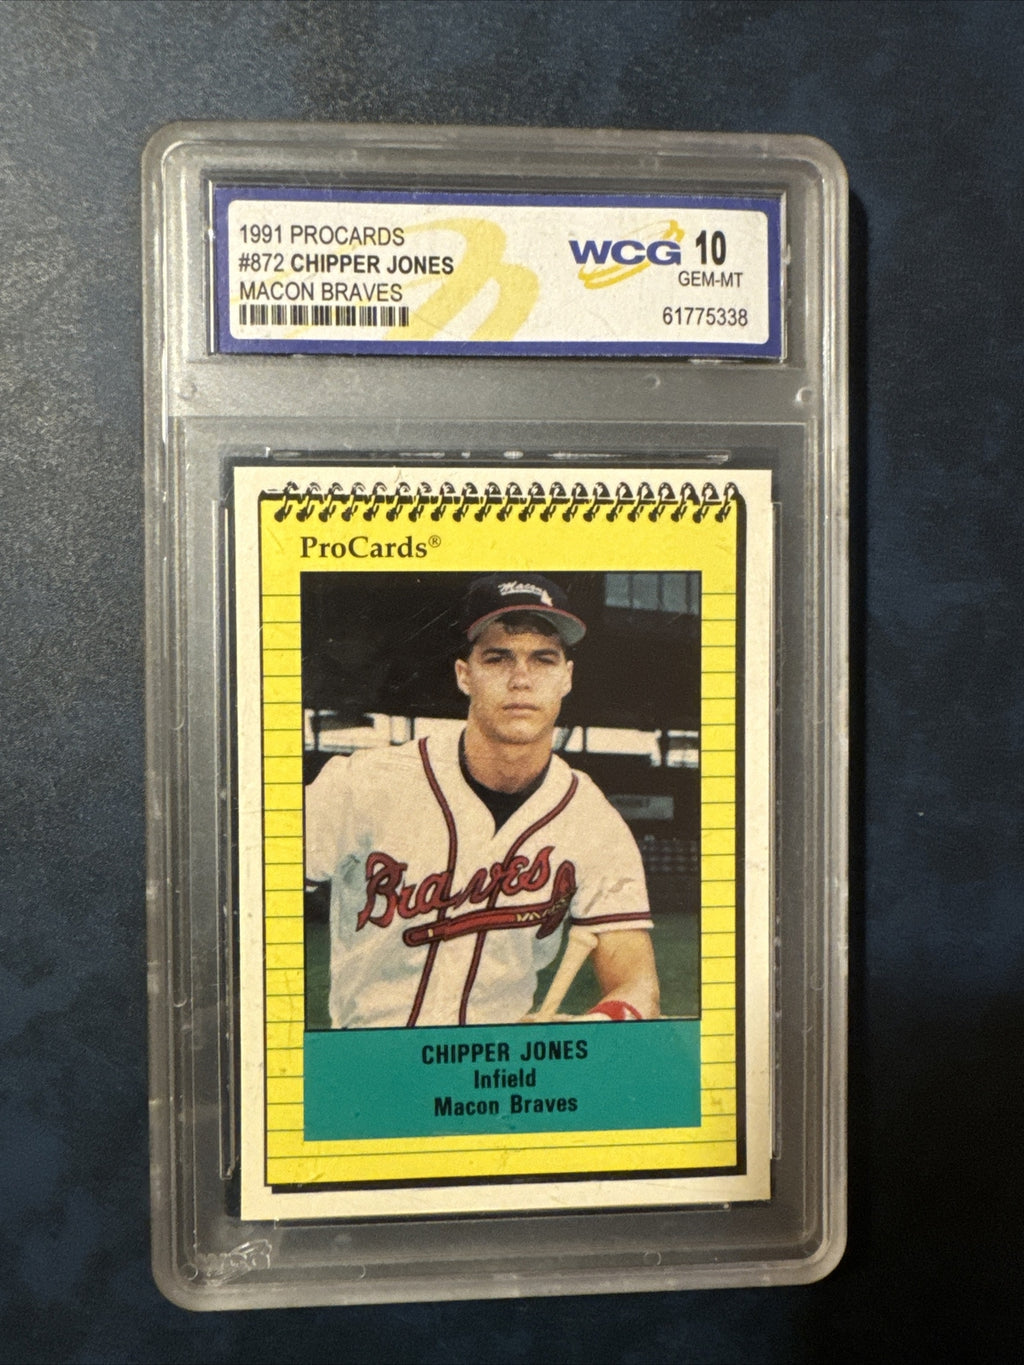 1991 PROCARDS
#872 CHIPPER JONES
MACON BRAVES
WCG 10
GEM-MT
61775338
ProCards®
Macon
Braves
CHIPPER JONES
Infield
Macon Braves